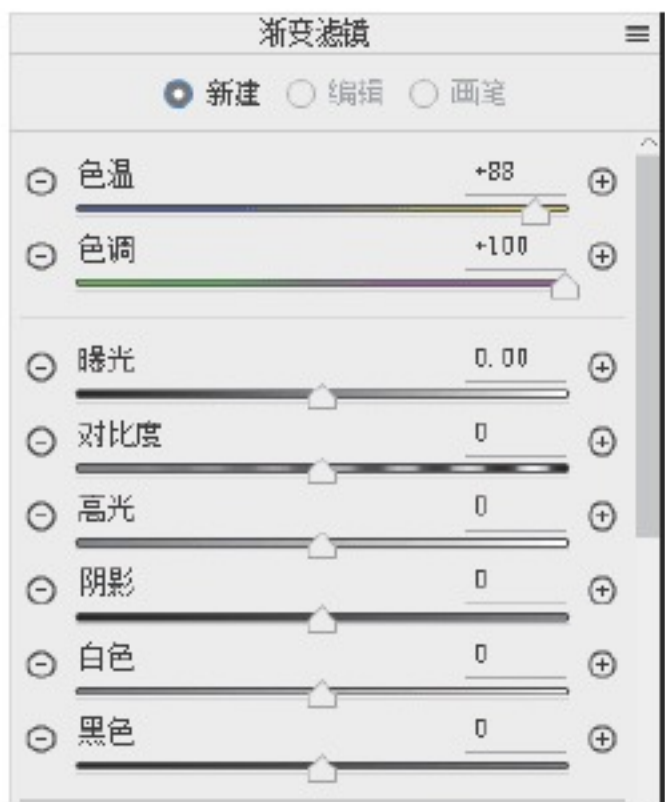 渐变滤镜
新建 编辑 画笔
色温 +88
色调 +100
曝光 0.00
对比度 0
高光 0
阴影 0
白色 0
黑色 0